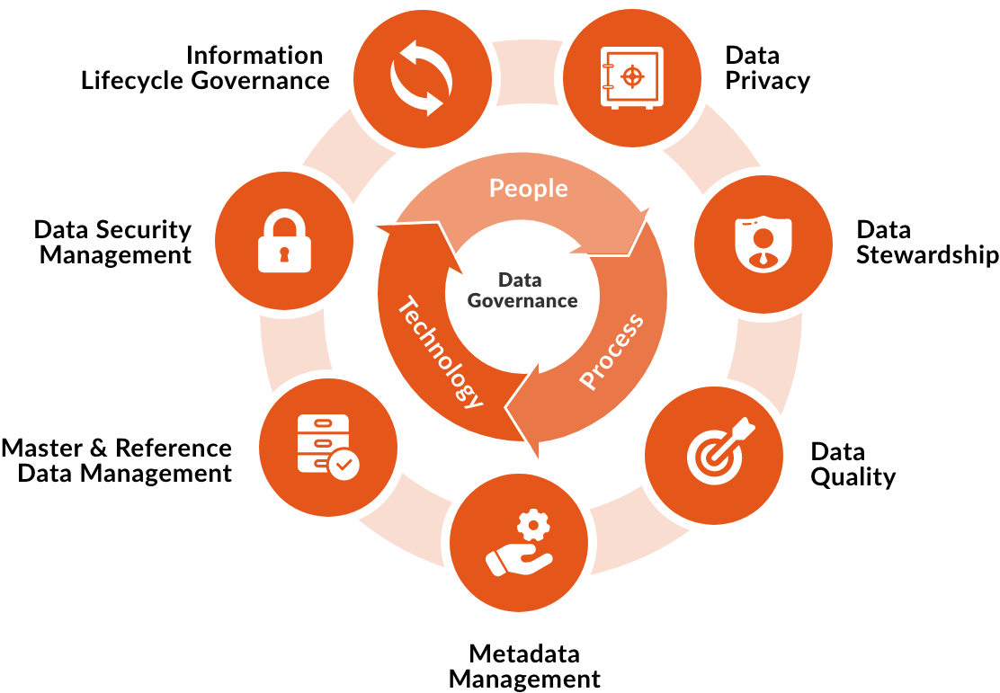 Information
Lifecycle Governance
Data
Privacy
Data Security
Management
People
Data
Stewardship
Data
Governance
Technology
Process
Master & Reference
Data Management
Data
Quality
Metadata
Management